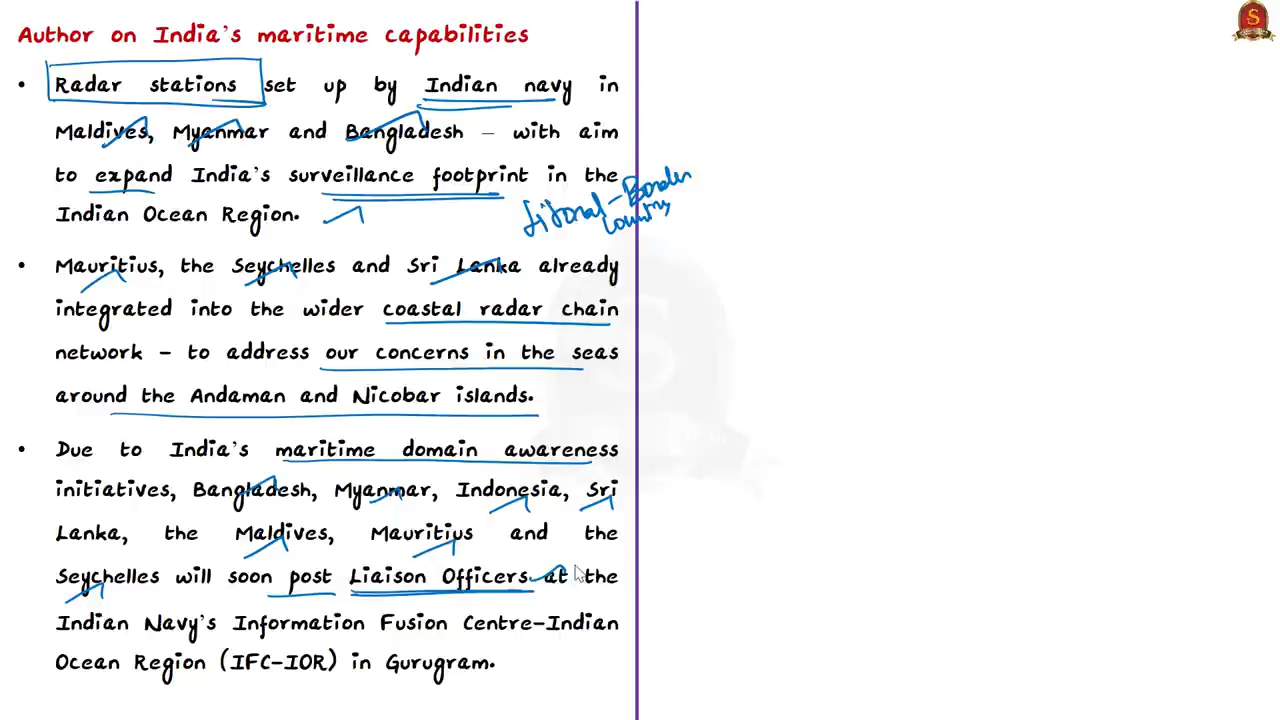 Author on India's maritime capabilities
• Radar stations set up by Indian navy in
Maldives, Myanmar and Bangladesh – with aim
to expand India's surveillance footprint in the
Indian Ocean Region.
Litoral-Border
Country
• Mauritius, the Seychelles and Sri Lanka already
integrated into the wider coastal radar chain
network – to address our concerns in the seas
around the Andaman and Nicobar islands.
• Due to India's maritime domain awareness
initiatives, Bangladesh, Myanmar, Indonesia, Sri
Lanka, the Maldives, Mauritius and the
Seychelles will soon post Liaison Officers at the
Indian Navy's Information Fusion Centre-Indian
Ocean Region (IFC-IOR) in Gurugram.